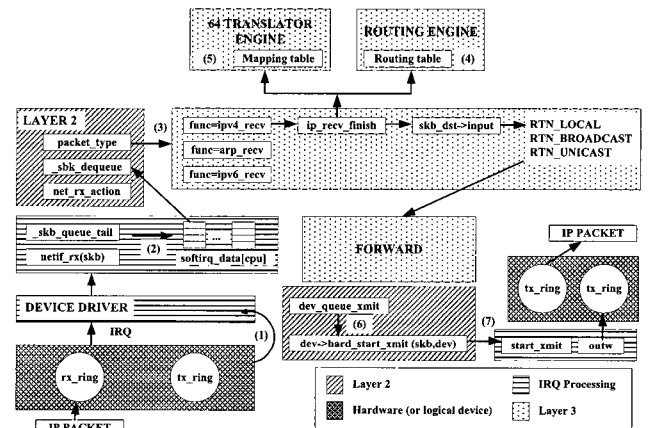 64 TRANSLATOR
ENGINE
(5)
Mapping table
ROUTING ENGINE
Routing table
(4)
LAYER 2
packet_type
_sbk_dequeue
net_rx_action
(3)
func=ipv4_recv
func=arp_recv
func=ipv6_recv
ip_recv_finish
skb_dst->input
RTN_LOCAL
RTN_BROADCAST
RTN_UNICAST
_skb_queue_tail
netif_rx(skb)
(2)
...
softirq_data[cpu]
FORWARD
IP PACKET
tx_ring
tx_ring
DEVICE DRIVER
IRQ
(1)
dev_queue_xmit
(6)
dev->hard_start_xmit (skb,dev)
(7)
start_xmit
outw
rx_ring
tx_ring
IP PACKET
Layer 2
IRQ Processing
Hardware (or logical device)
Layer 3